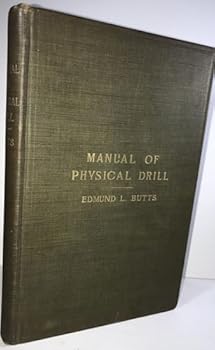 MANUAL OF
PHYSICAL DRILL
EDMUND L. BUTTS